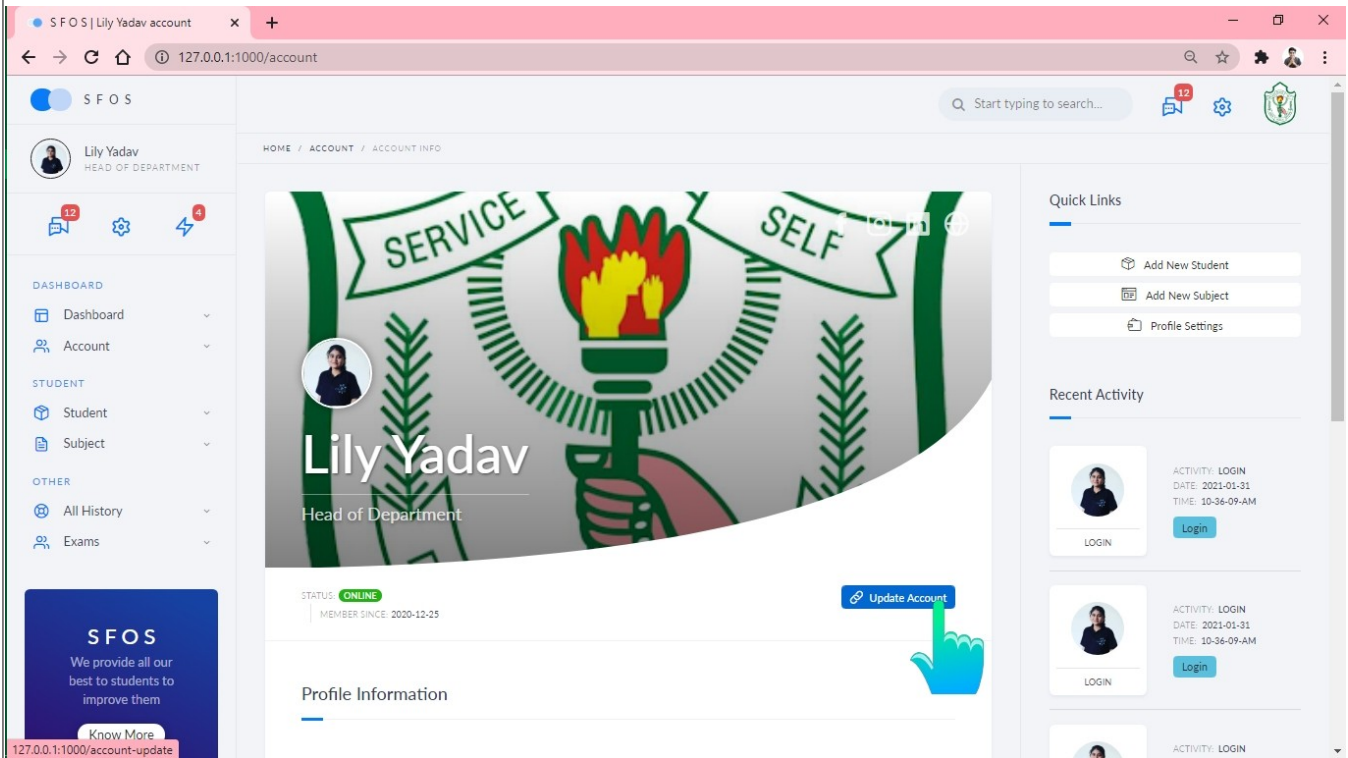 S F O S | Lily Yadav account
127.0.0.1:1000/account
S F O S
Start typing to search...
12
Lily Yadav
HEAD OF DEPARTMENT
HOME / ACCOUNT / ACCOUNT INFO
12
4
DASHBOARD
Dashboard
Account
STUDENT
Student
Subject
OTHER
All History
Exams
S F O S
We provide all our
best to students to
improve them
Know More
127.0.0.1:1000/account-update
SERVICE
SELF
Lily Yadav
Head of Department
STATUS: ONLINE
MEMBER SINCE: 2020-12-25
Update Account
Profile Information
Quick Links
Add New Student
Add New Subject
Profile Settings
Recent Activity
LOGIN
ACTIVITY: LOGIN
DATE: 2021-01-31
TIME: 10-36-09-AM
Login
LOGIN
ACTIVITY: LOGIN
DATE: 2021-01-31
TIME: 10-36-09-AM
Login
ACTIVITY: LOGIN